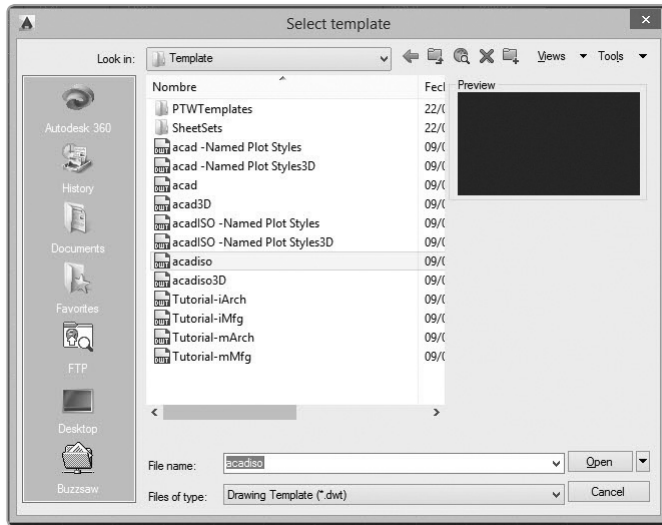 Select template
Look in: Template Views Tools
Nombre Fecl Preview
PTWTemplates 22/0
SheetSets 22/0
acad -Named Plot Styles 09/0
acad -Named Plot Styles3D 09/0
acad 09/0
acad3D 09/0
acadISO -Named Plot Styles 09/0
acadISO -Named Plot Styles3D 09/0
acadiso 09/0
acadiso3D 09/0
Tutorial-iArch 09/0
Tutorial-iMfg 09/0
Tutorial-mArch 09/0
Tutorial-mMfg 09/0
Autodesk 360
History
Documents
Favorites
FTP
Desktop
Buzzsaw
File name: acadiso Open
Files of type: Drawing Template (*.dwt) Cancel